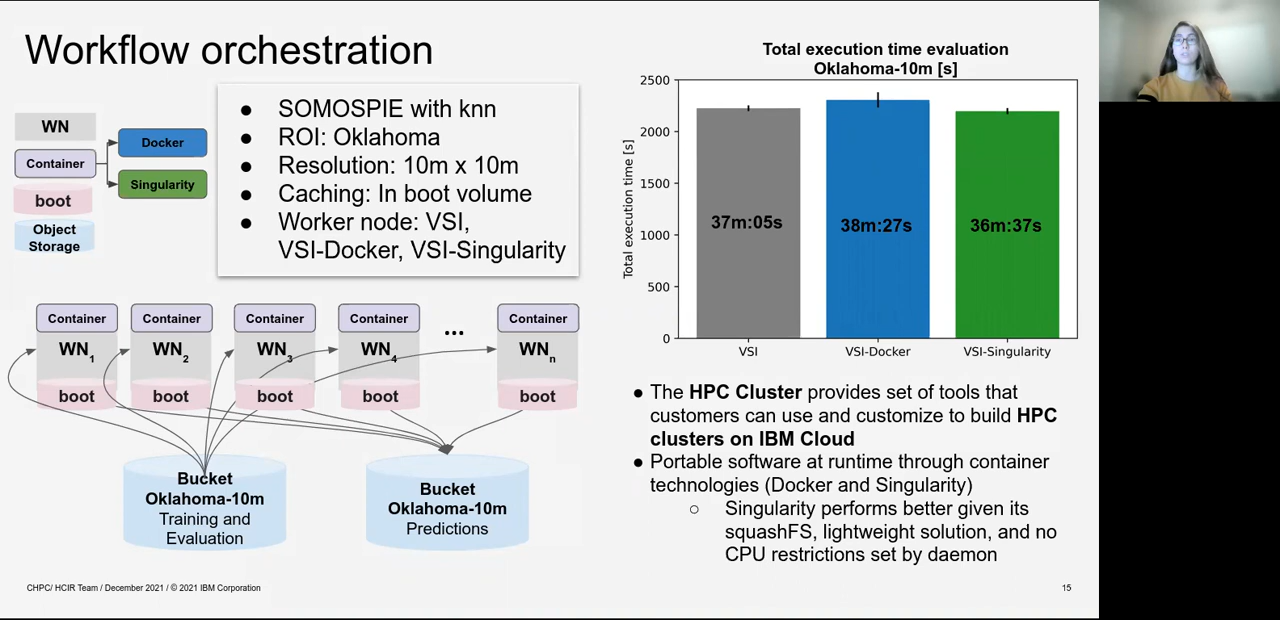 Workflow orchestration
WN
Container
Docker
Singularity
boot
Object
Storage
● SOMOSPIE with knn
● ROI: Oklahoma
● Resolution: 10m x 10m
● Caching: In boot volume
● Worker node: VSI,
VSI-Docker, VSI-Singularity
Container Container Container Container ... Container
WN1 WN2 WN3 WN4 WNn
boot boot boot boot boot
Bucket
Oklahoma-10m
Training and
Evaluation
Bucket
Oklahoma-10m
Predictions
Total execution time evaluation
Oklahoma-10m [s]
Total execution time [s]
2500
2000
1500
1000
500
0
37m:05s 38m:27s 36m:37s
VSI VSI-Docker VSI-Singularity
● The HPC Cluster provides set of tools that
customers can use and customize to build HPC
clusters on IBM Cloud
● Portable software at runtime through container
technologies (Docker and Singularity)
○ Singularity performs better given its
squashFS, lightweight solution, and no
CPU restrictions set by daemon
CHPC/ HCIR Team / December 2021 / © 2021 IBM Corporation
15